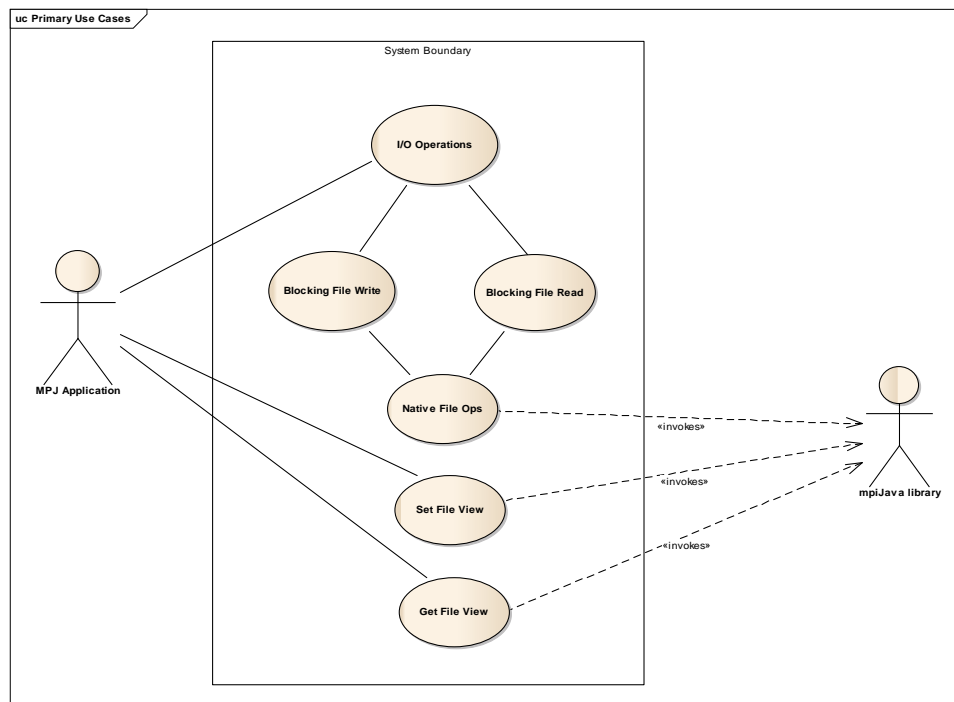 uc Primary Use Cases
System Boundary
I/O Operations
Blocking File Write
Blocking File Read
MPJ Application
Native File Ops
«invokes»
mpiJava library
«invokes»
Set File View
«invokes»
Get File View